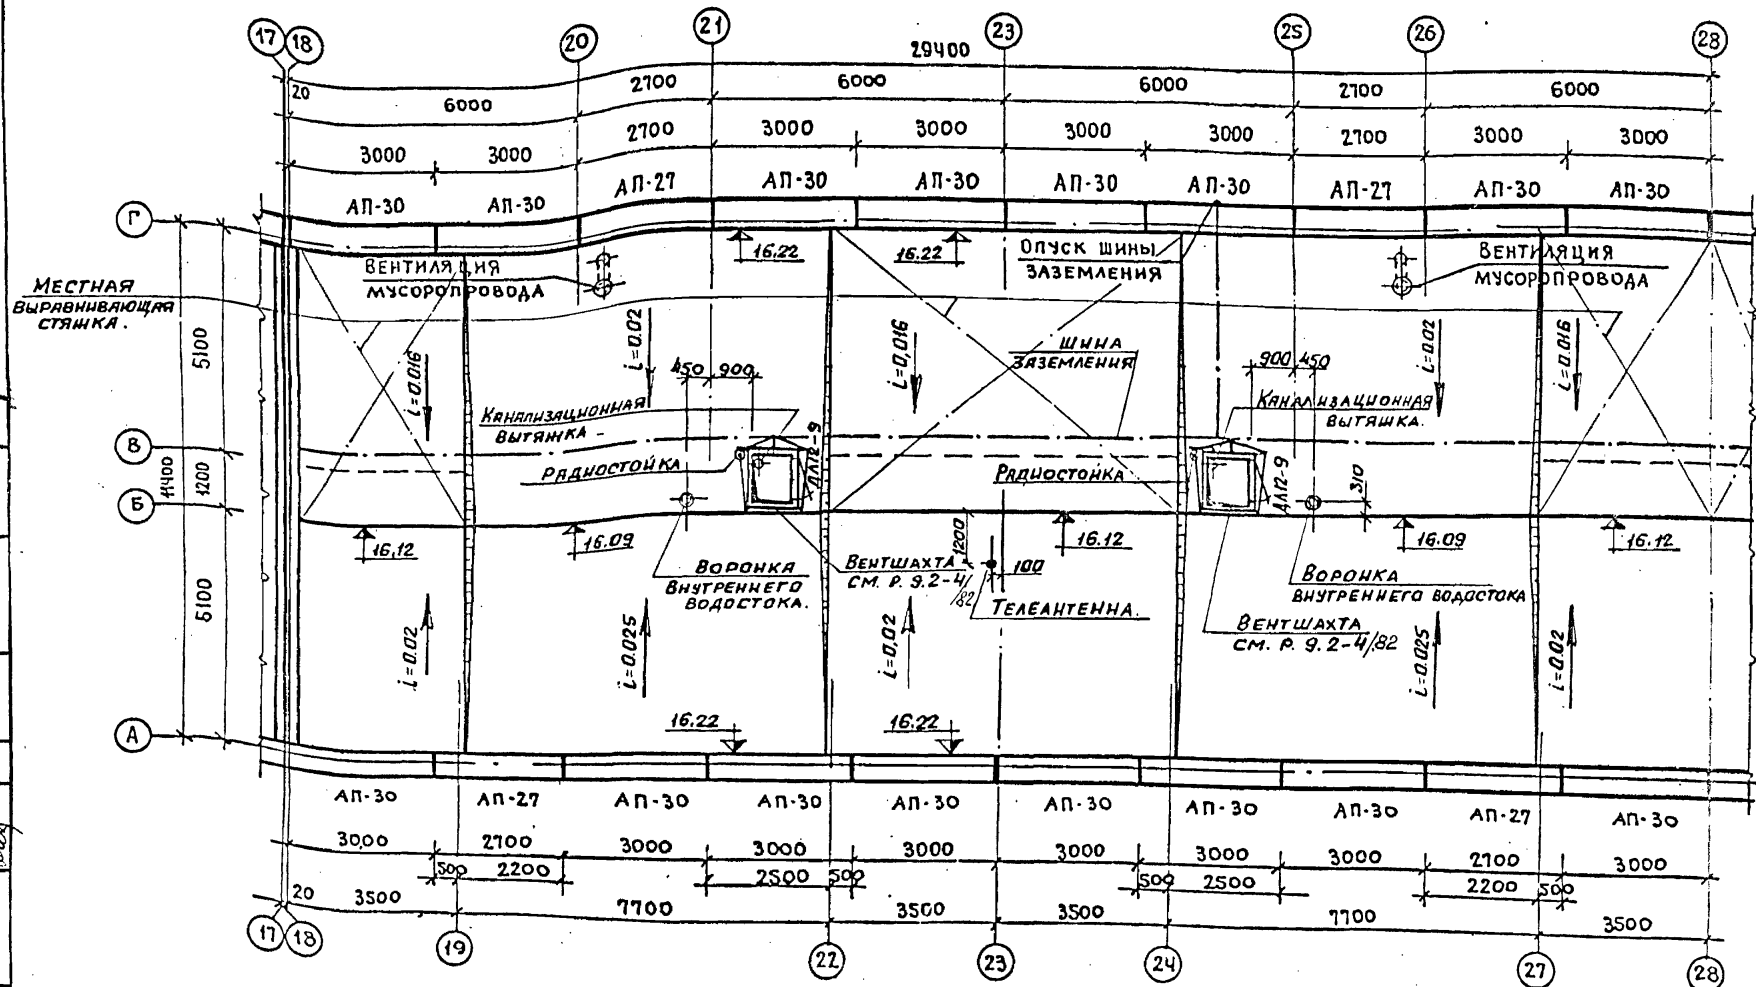 17 18 20 21 23 25 26 28
29400
20 6000 2700 6000 6000 2700 6000
3000 3000 2700 3000 3000 3000 3000 2700 3000 3000
АП-30 АП-30 АП-27 АП-30 АП-30 АП-30 АП-30 АП-27 АП-30 АП-30
Г
16.22 16.22
ВЕНТИЛЯЦИЯ
МУСОРОПРОВОДА
ОПУСК ШИНЫ
ЗАЗЕМЛЕНИЯ
ВЕНТИЛЯЦИЯ
МУСОРОПРОВОДА
МЕСТНАЯ
ВЫРАВНИВАЮЩАЯ
СТЯЖКА.
5100
i=0.016 i=0.02 i=0,016 i=0.02 i=0.016
ШИНА
ЗАЗЕМЛЕНИЯ
450 900
900 450
КАНАЛИЗАЦИОННАЯ
ВЫТЯЖКА
КАНАЛИЗАЦИОННАЯ
ВЫТЯЖКА.
В
РАДИОСТОЙКА
ДЛ12-9
РАДИОСТОЙКА
ДЛ12-9
310
11400
1200
Б
16.12 16.09 16.12 16.09 16.12
1200
100
ВОРОНКА
ВНУТРЕННЕГО
ВОДОСТОКА.
ВЕНТШАХТА
СМ. Р. 9.2-4/82
ТЕЛЕАНТЕННА.
ВОРОНКА
ВНУТРЕННЕГО ВОДОСТОКА
ВЕНТШАХТА
СМ. Р. 9.2-4/82
5100
i=0.02 i=0.025 i=0,02 i=0.025 i=0.02
16.22 16.22
А
АП-30 АП-27 АП-30 АП-30 АП-30 АП-30 АП-30 АП-30 АП-27 АП-30
3000 2700 3000 3000 3000 3000 3000 3000 2700 3000
500 2200 2500 500 500 2500 2200 500
20 3500 7700 3500 3500 7700 3500
17 18 19 22 23 24 27 28